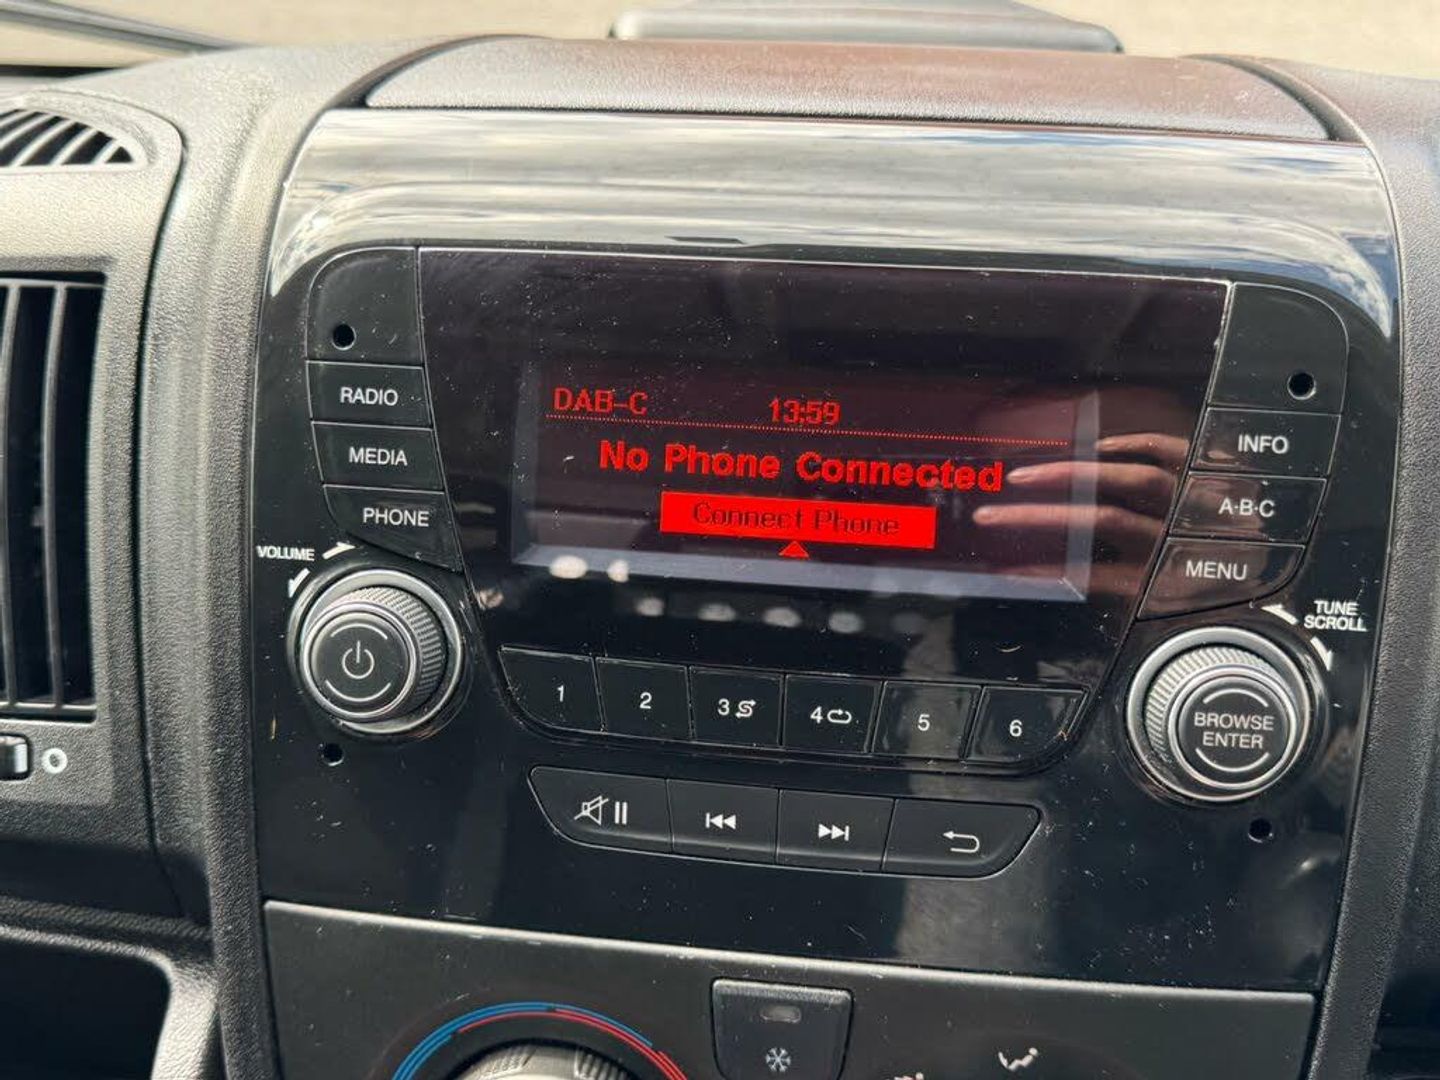 DAB-C 13:59
No Phone Connected
Connect Phone
RADIO
MEDIA
PHONE
VOLUME
INFO
A·B·C
MENU
TUNE
SCROLL
BROWSE
ENTER
1 2 3 4 5 6